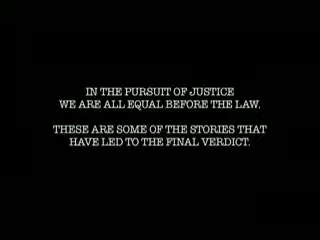 IN THE PURSUIT OF JUSTICE
WE ARE ALL EQUAL BEFORE THE LAW.
THESE ARE SOME OF THE STORIES THAT
HAVE LED TO THE FINAL VERDICT.